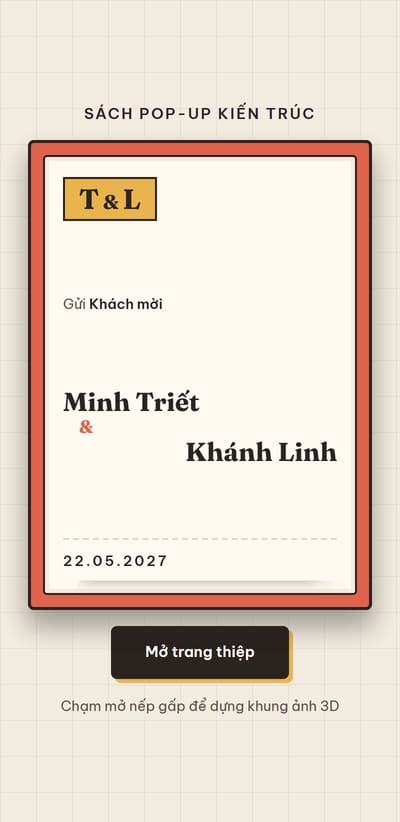 SÁCH POP-UP KIẾN TRÚC
T & L
Gửi Khách mời
Minh Triết
&
Khánh Linh
22.05.2027
Mở trang thiệp
Chạm mở nếp gấp để dựng khung ảnh 3D